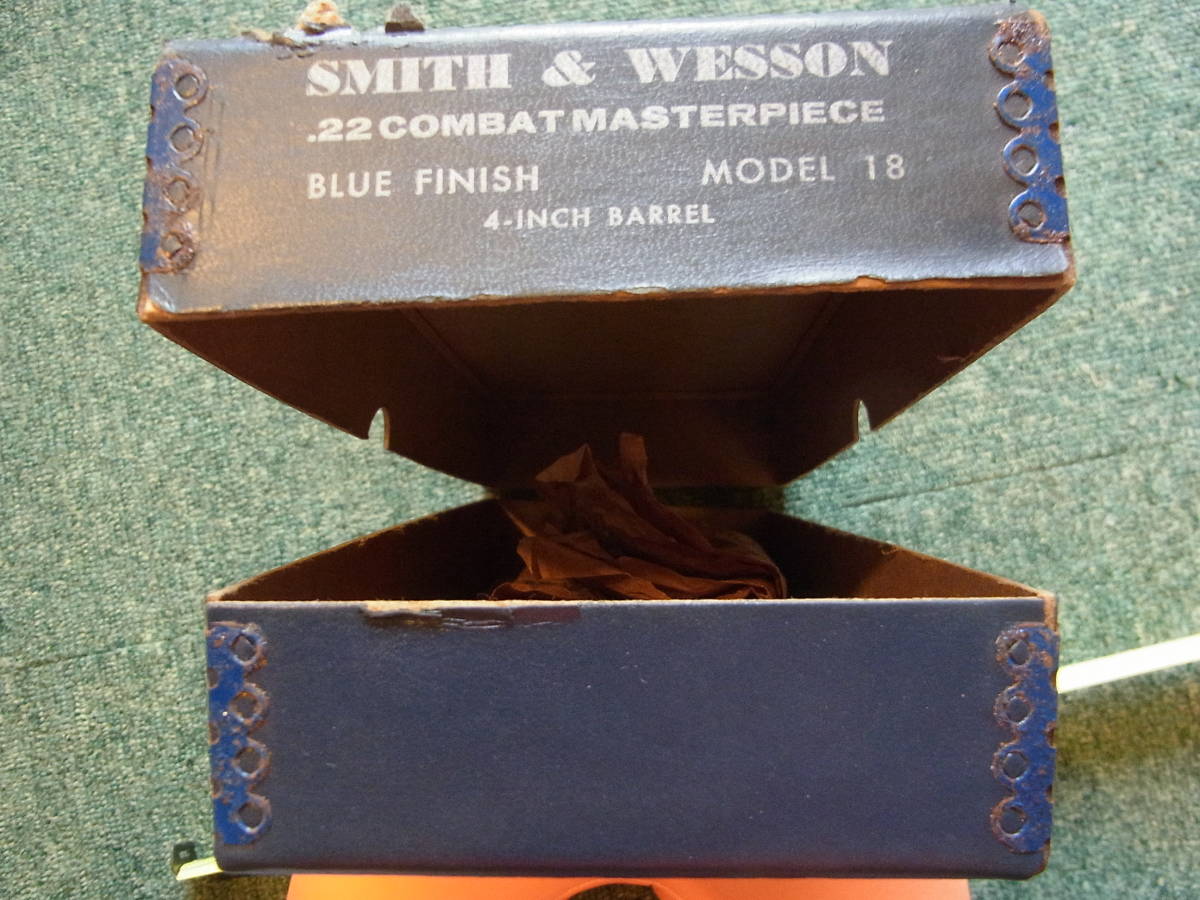 SMITH & WESSON
.22 COMBAT MASTERPIECE
BLUE FINISH MODEL 18
4-INCH BARREL